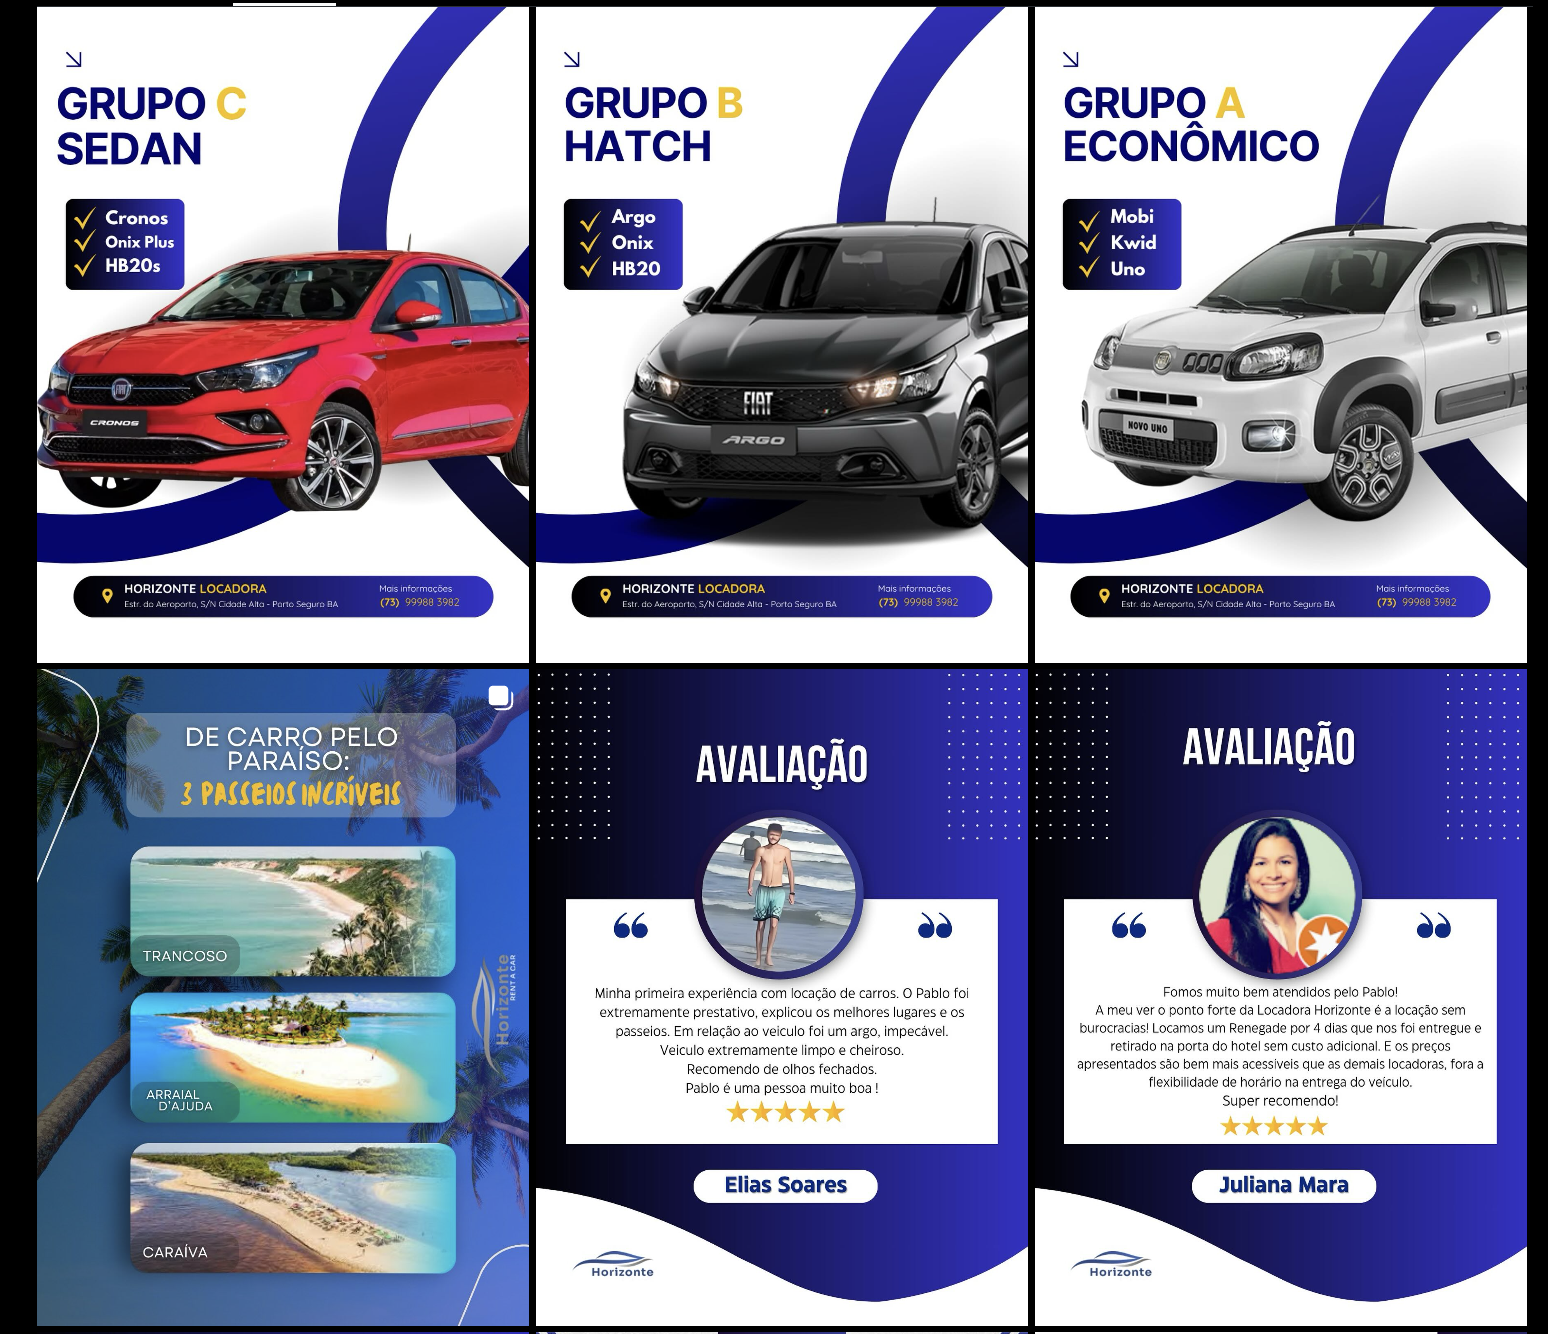 GRUPO C
SEDAN
Cronos
Onix Plus
HB20s
CRONOS
HORIZONTE LOCADORA
Estr. do Aeroporto, S/N Cidade Alta - Porto Seguro BA
Mais informações
(73) 99988 3982
GRUPO B
HATCH
Argo
Onix
HB20
FIAT
ARGO
HORIZONTE LOCADORA
Estr. do Aeroporto, S/N Cidade Alta - Porto Seguro BA
Mais informações
(73) 99988 3982
GRUPO A
ECONÔMICO
Mobi
Kwid
Uno
NOVO UNO
HORIZONTE LOCADORA
Estr. do Aeroporto, S/N Cidade Alta - Porto Seguro BA
Mais informações
(73) 99988 3982
DE CARRO PELO
PARAÍSO:
3 PASSEIOS INCRÍVEIS
TRANCOSO
ARRAIAL
D'AJUDA
CARAÍVA
Horizonte
RENT A CAR
AVALIAÇÃO
Minha primeira experiência com locação de carros. O Pablo foi
extremamente prestativo, explicou os melhores lugares e os
passeios. Em relação ao veiculo foi um argo, impecável.
Veiculo extremamente limpo e cheiroso.
Recomendo de olhos fechados.
Pablo é uma pessoa muito boa !
Elias Soares
Horizonte
AVALIAÇÃO
Fomos muito bem atendidos pelo Pablo!
A meu ver o ponto forte da Locadora Horizonte é a locação sem
burocracias! Locamos um Renegade por 4 dias que nos foi entregue e
retirado na porta do hotel sem custo adicional. E os preços
apresentados são bem mais acessiveis que as demais locadoras, fora a
flexibilidade de horário na entrega do veículo.
Super recomendo!
Juliana Mara
Horizonte